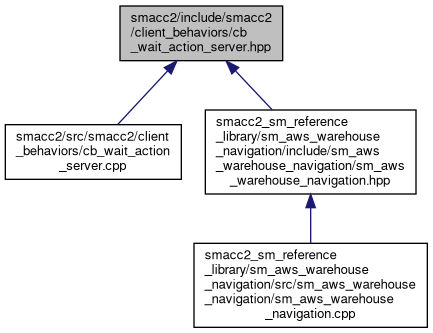 smacc2/include/smacc2
/client_behaviors/cb
_wait_action_server.hpp
smacc2/src/smacc2/client
_behaviors/cb_wait_action
_server.cpp
smacc2_sm_reference
_library/sm_aws_warehouse
_navigation/include/sm_aws
_warehouse_navigation/sm_aws
_warehouse_navigation.hpp
smacc2_sm_reference
_library/sm_aws_warehouse
_navigation/src/sm_aws_warehouse
_navigation/sm_aws_warehouse
_navigation.cpp